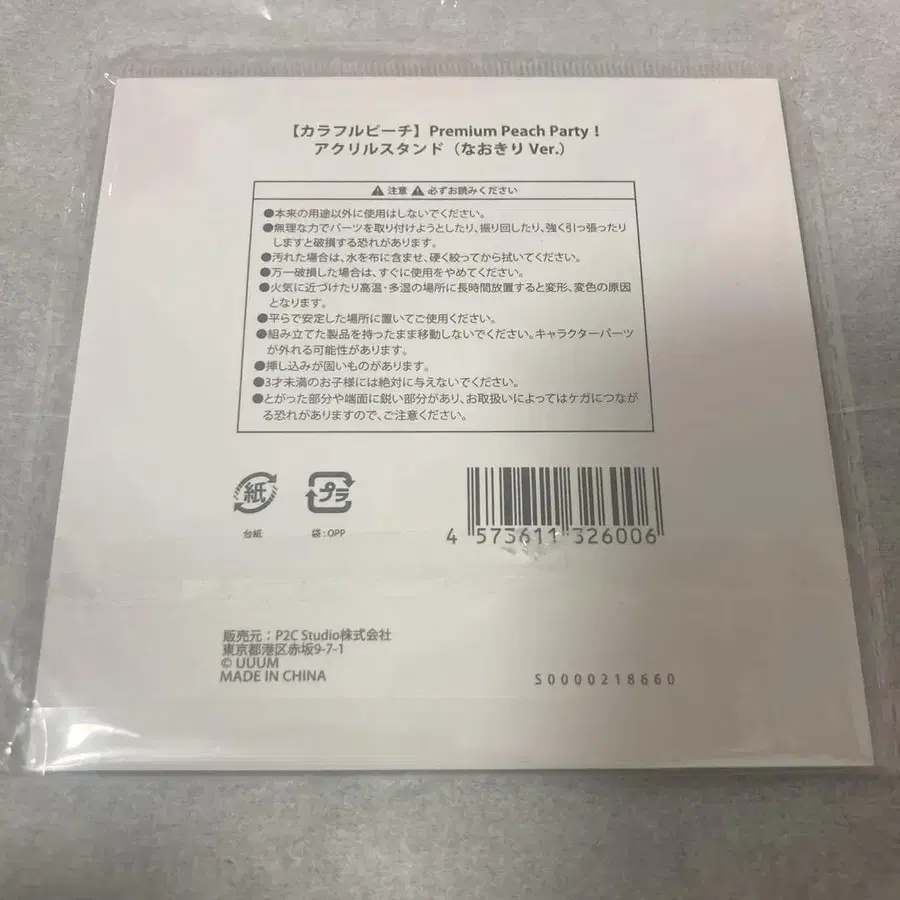 【カラフルピーチ】Premium Peach Party！
アクリルスタンド（なおきり Ver.）
⚠ 注意 ⚠ 必ずお読みください
●本来の用途以外に使用はしないでください。
●無理な力でパーツを取り付けようとしたり、振り回したり、強く引っ張ったり
しますと破損する恐れがあります。
●汚れた場合は、水を布に含ませ、硬く絞ってから拭いてください。
●万一破損した場合は、すぐに使用をやめてください。
●火気に近づけたり高温・多湿の場所に長時間放置すると変形、変色の原因
となります。
●平らで安定した場所に置いてご使用ください。
●組み立てた製品を持ったまま移動しないでください。キャラクターパーツ
が外れる可能性があります。
●挿し込みが固いものがあります。
●3才未満のお子様には絶対に与えないでください。
●とがった部分や端面に鋭い部分があり、お取扱いによってはケガにつなが
る恐れがありますので、ご注意ください。
紙
プラ
台紙
袋：OPP
4 573611 326006
販売元：P2C Studio株式会社
東京都港区赤坂9-7-1
© UUUM
MADE IN CHINA
S0000218660